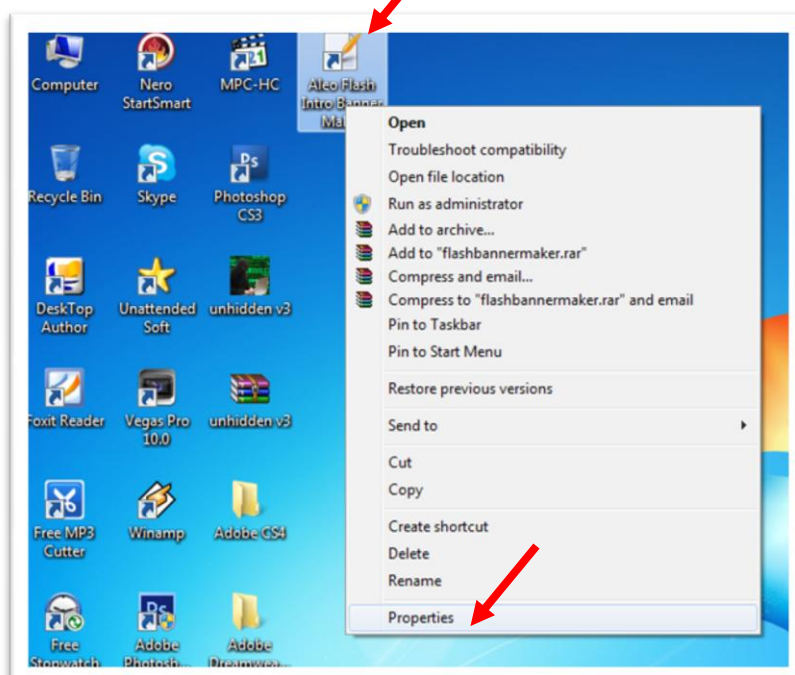 Computer
Nero
StartSmart
MPC-HC
Aleo Flash
Intro Banner
Open
Troubleshoot compatibility
Open file location
Run as administrator
Add to archive...
Add to "flashbannermaker.rar"
Compress and email...
Compress to "flashbannermaker.rar" and email
Pin to Taskbar
Pin to Start Menu
Restore previous versions
Send to
Cut
Copy
Create shortcut
Delete
Rename
Properties
Recycle Bin
Skype
Photoshop
CS3
DeskTop
Author
Unattended
Soft
unhidden v3
Foxit Reader
Vegas Pro
10.0
unhidden v3
Free MP3
Cutter
Winamp
Adobe CS4
Free
Stopwatch
Adobe
Photosh...
Adobe
Dreamwea...